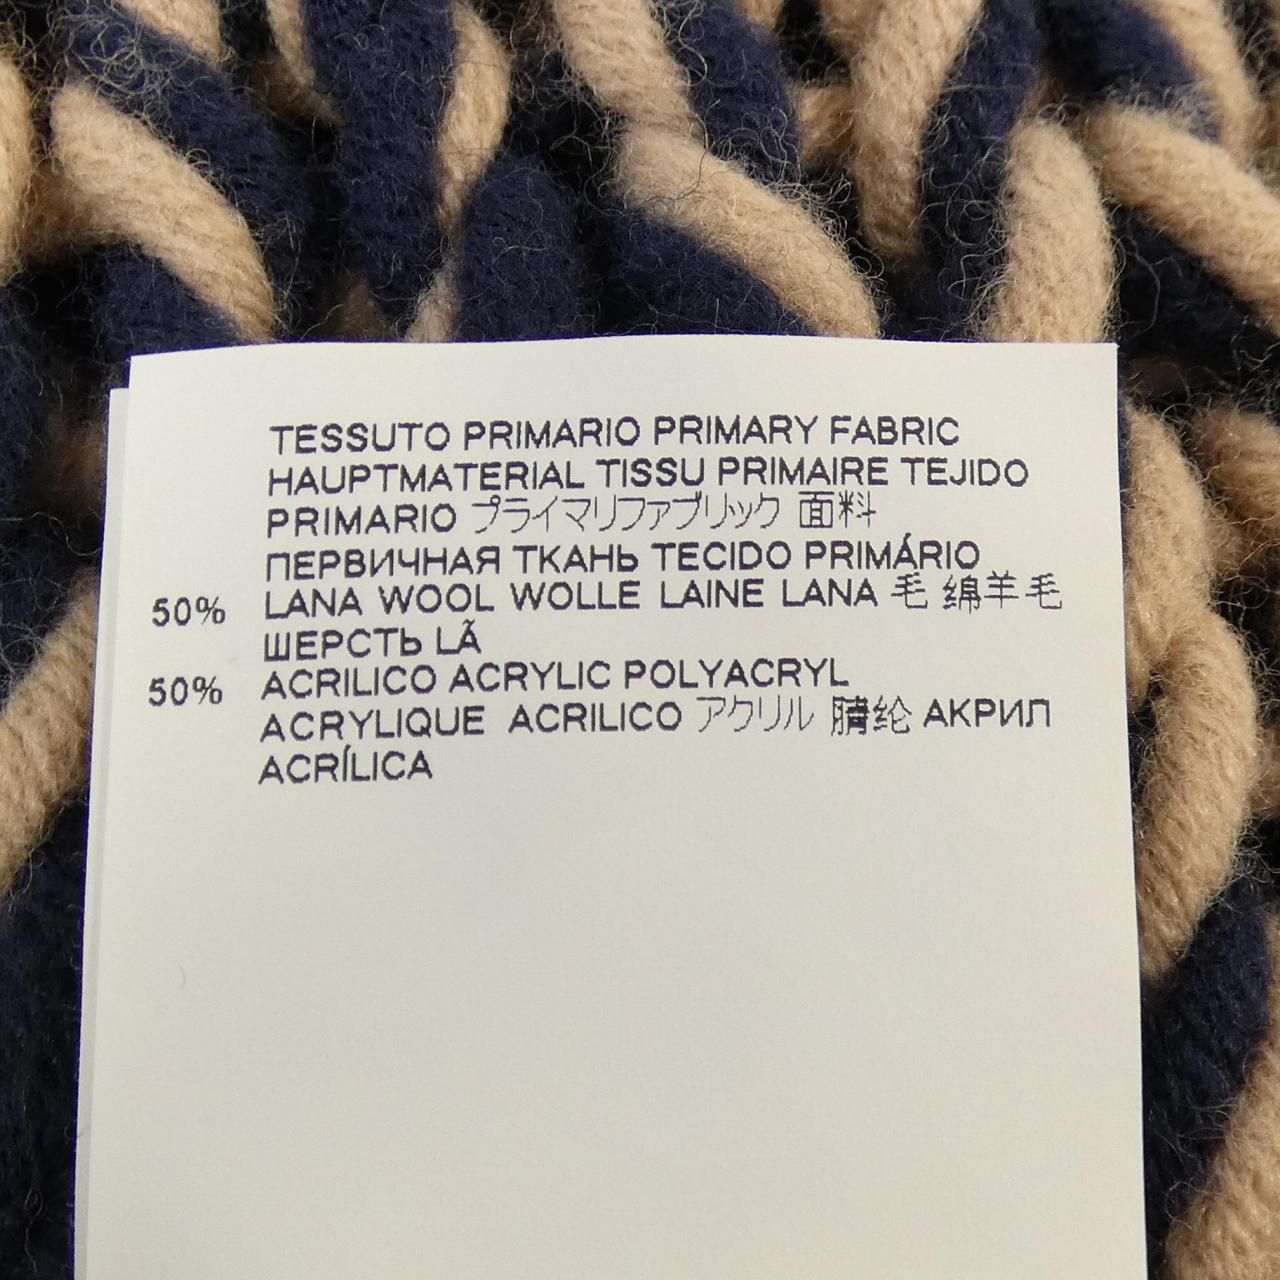 TESSUTO PRIMARIO PRIMARY FABRIC
HAUPTMATERIAL TISSU PRIMAIRE TEJIDO
PRIMARIO プライマリファブリック 面料
ПЕРВИЧНАЯ ТКАНЬ TECIDO PRIMÁRIO
50% LANA WOOL WOLLE LAINE LANA 毛 绵羊毛
ШЕРСТЬ LÃ
50% ACRILICO ACRYLIC POLYACRYL
ACRYLIQUE ACRILICO アクリル 腈纶 АКРИЛ
ACRÍLICA